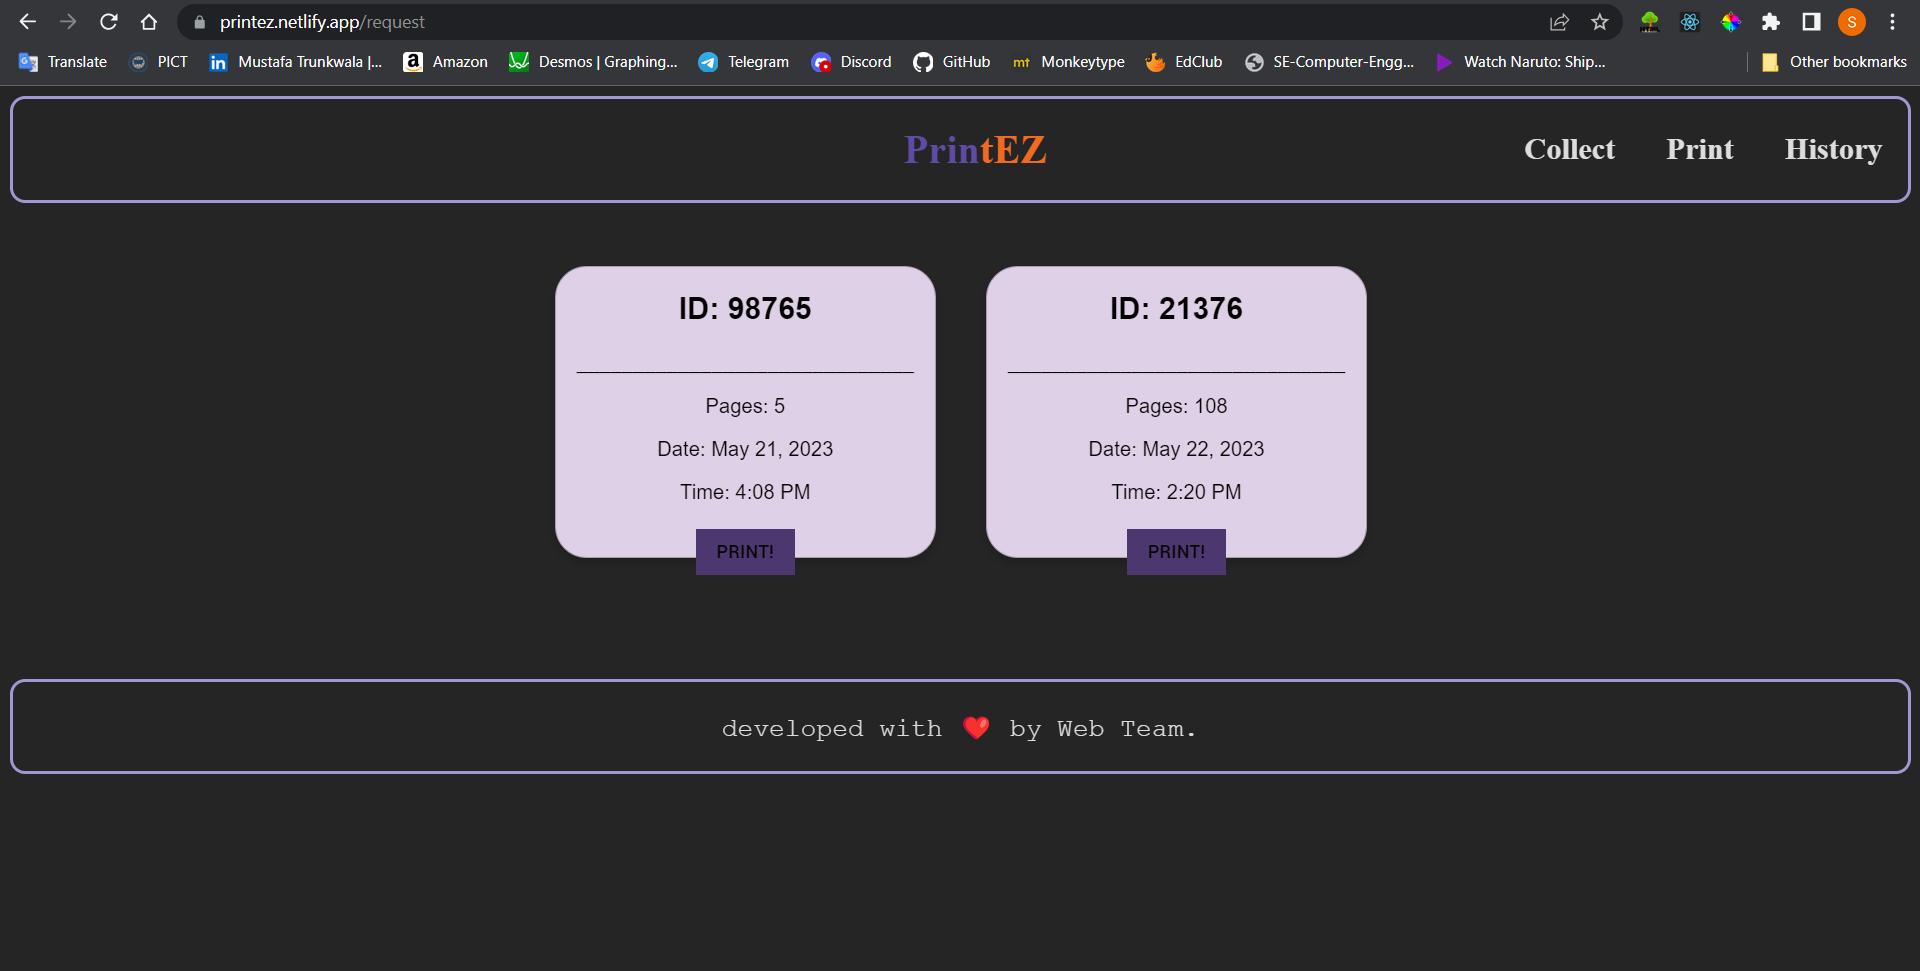 printez.netlify.app/request
S
Translate PICT Mustafa Trunkwala |... Amazon Desmos | Graphing... Telegram Discord GitHub mt Monkeytype EdClub SE-Computer-Engg... Watch Naruto: Ship... Other bookmarks
PrintEZ
Collect Print History
ID: 98765
Pages: 5
Date: May 21, 2023
Time: 4:08 PM
PRINT!
ID: 21376
Pages: 108
Date: May 22, 2023
Time: 2:20 PM
PRINT!
developed with ❤️ by Web Team.